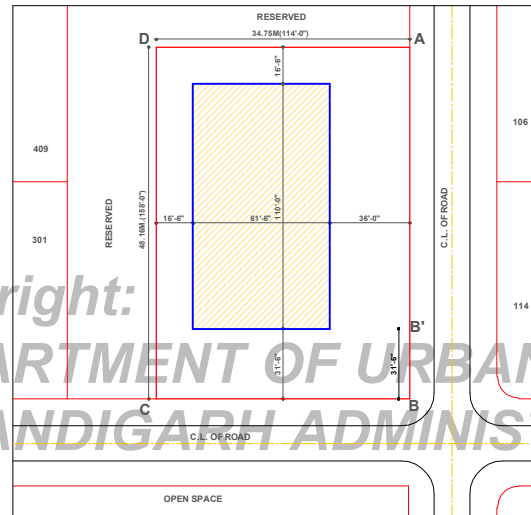 RESERVED
34.75M(114'-0")
D
A
16'-6"
409
106
RESERVED
48.16M.(158'-0")
110'-0"
C.L. OF ROAD
16'-6"
61'-6"
36'-0"
301
right:
114
B'
31'-6"
31'-6"
ARTMENT OF URBAN
C
B
ANDIGARH ADMINIS
C.L. OF ROAD
OPEN SPACE